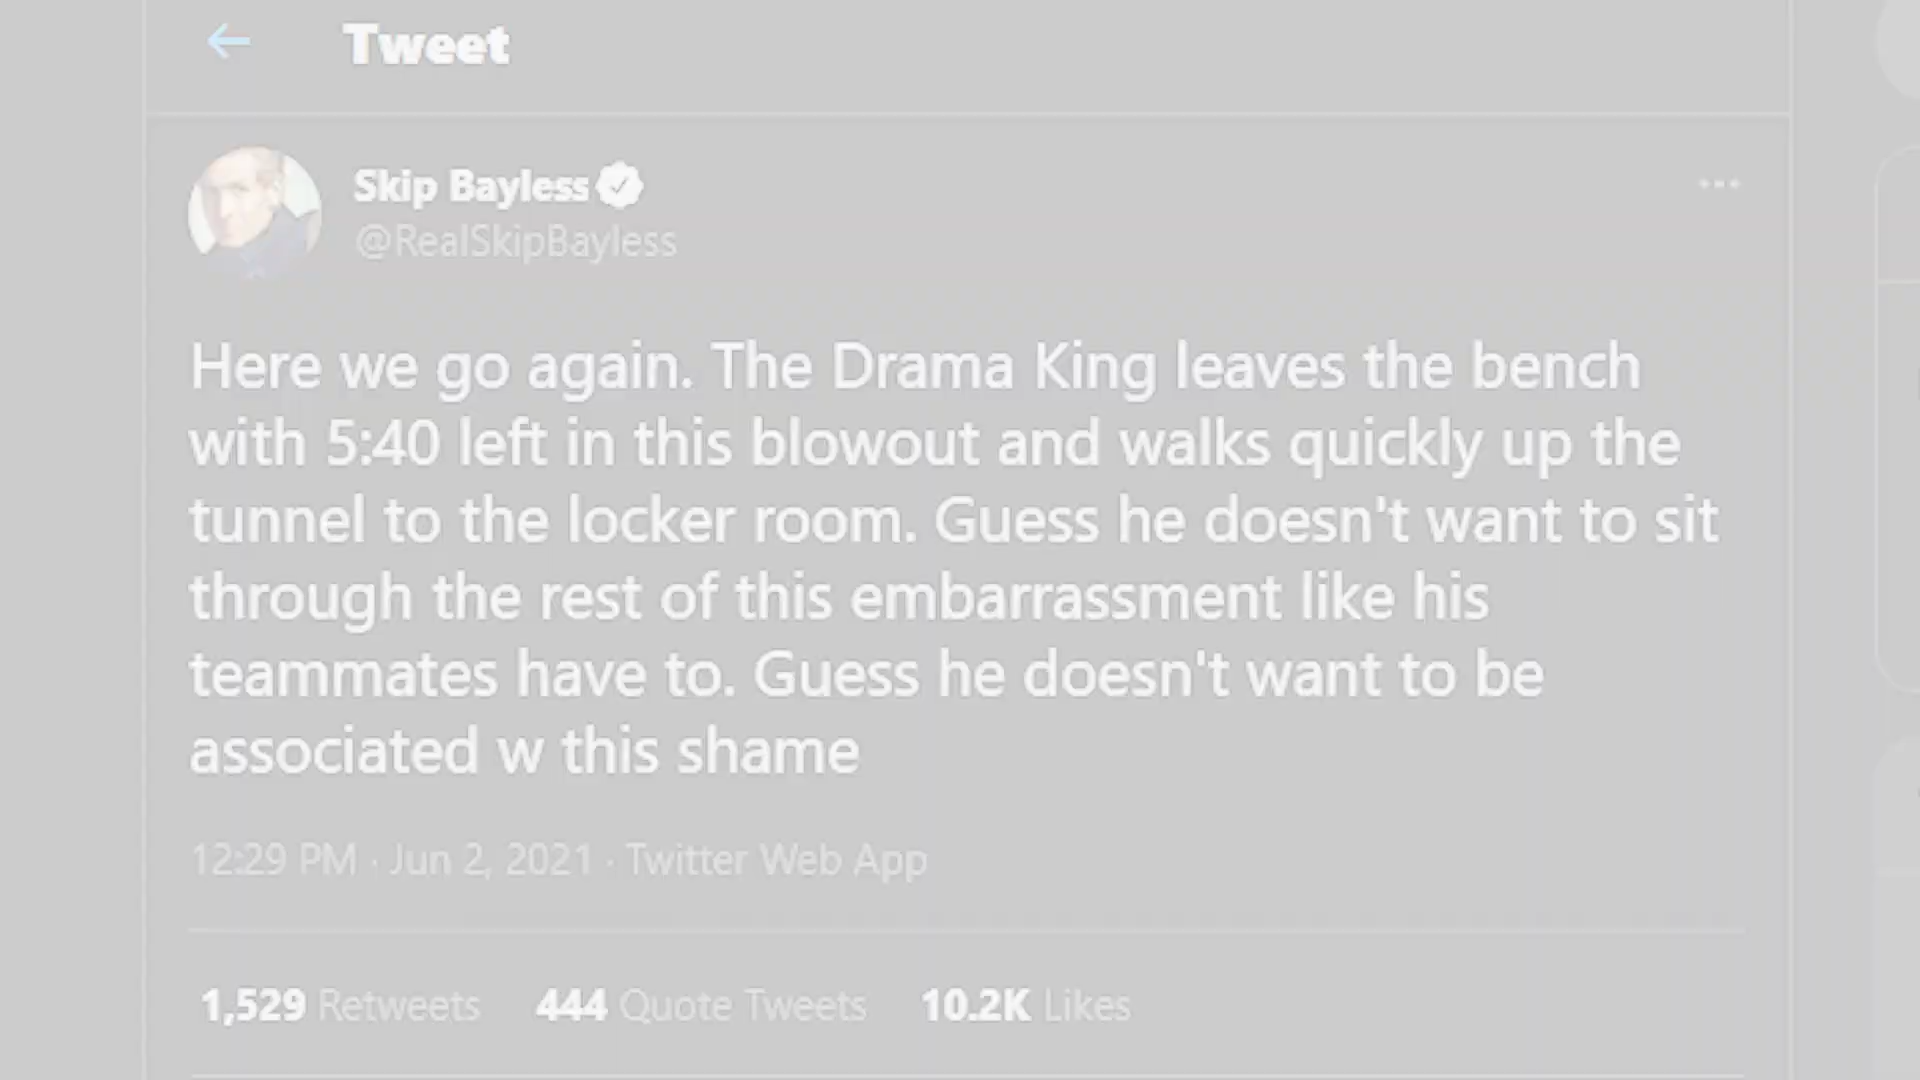 Tweet
Skip Bayless
@RealSkipBayless
Here we go again. The Drama King leaves the bench
with 5:40 left in this blowout and walks quickly up the
tunnel to the locker room. Guess he doesn't want to sit
through the rest of this embarrassment like his
teammates have to. Guess he doesn't want to be
associated w this shame
12:29 PM · Jun 2, 2021 · Twitter Web App
1,529 Retweets 444 Quote Tweets 10.2K Likes